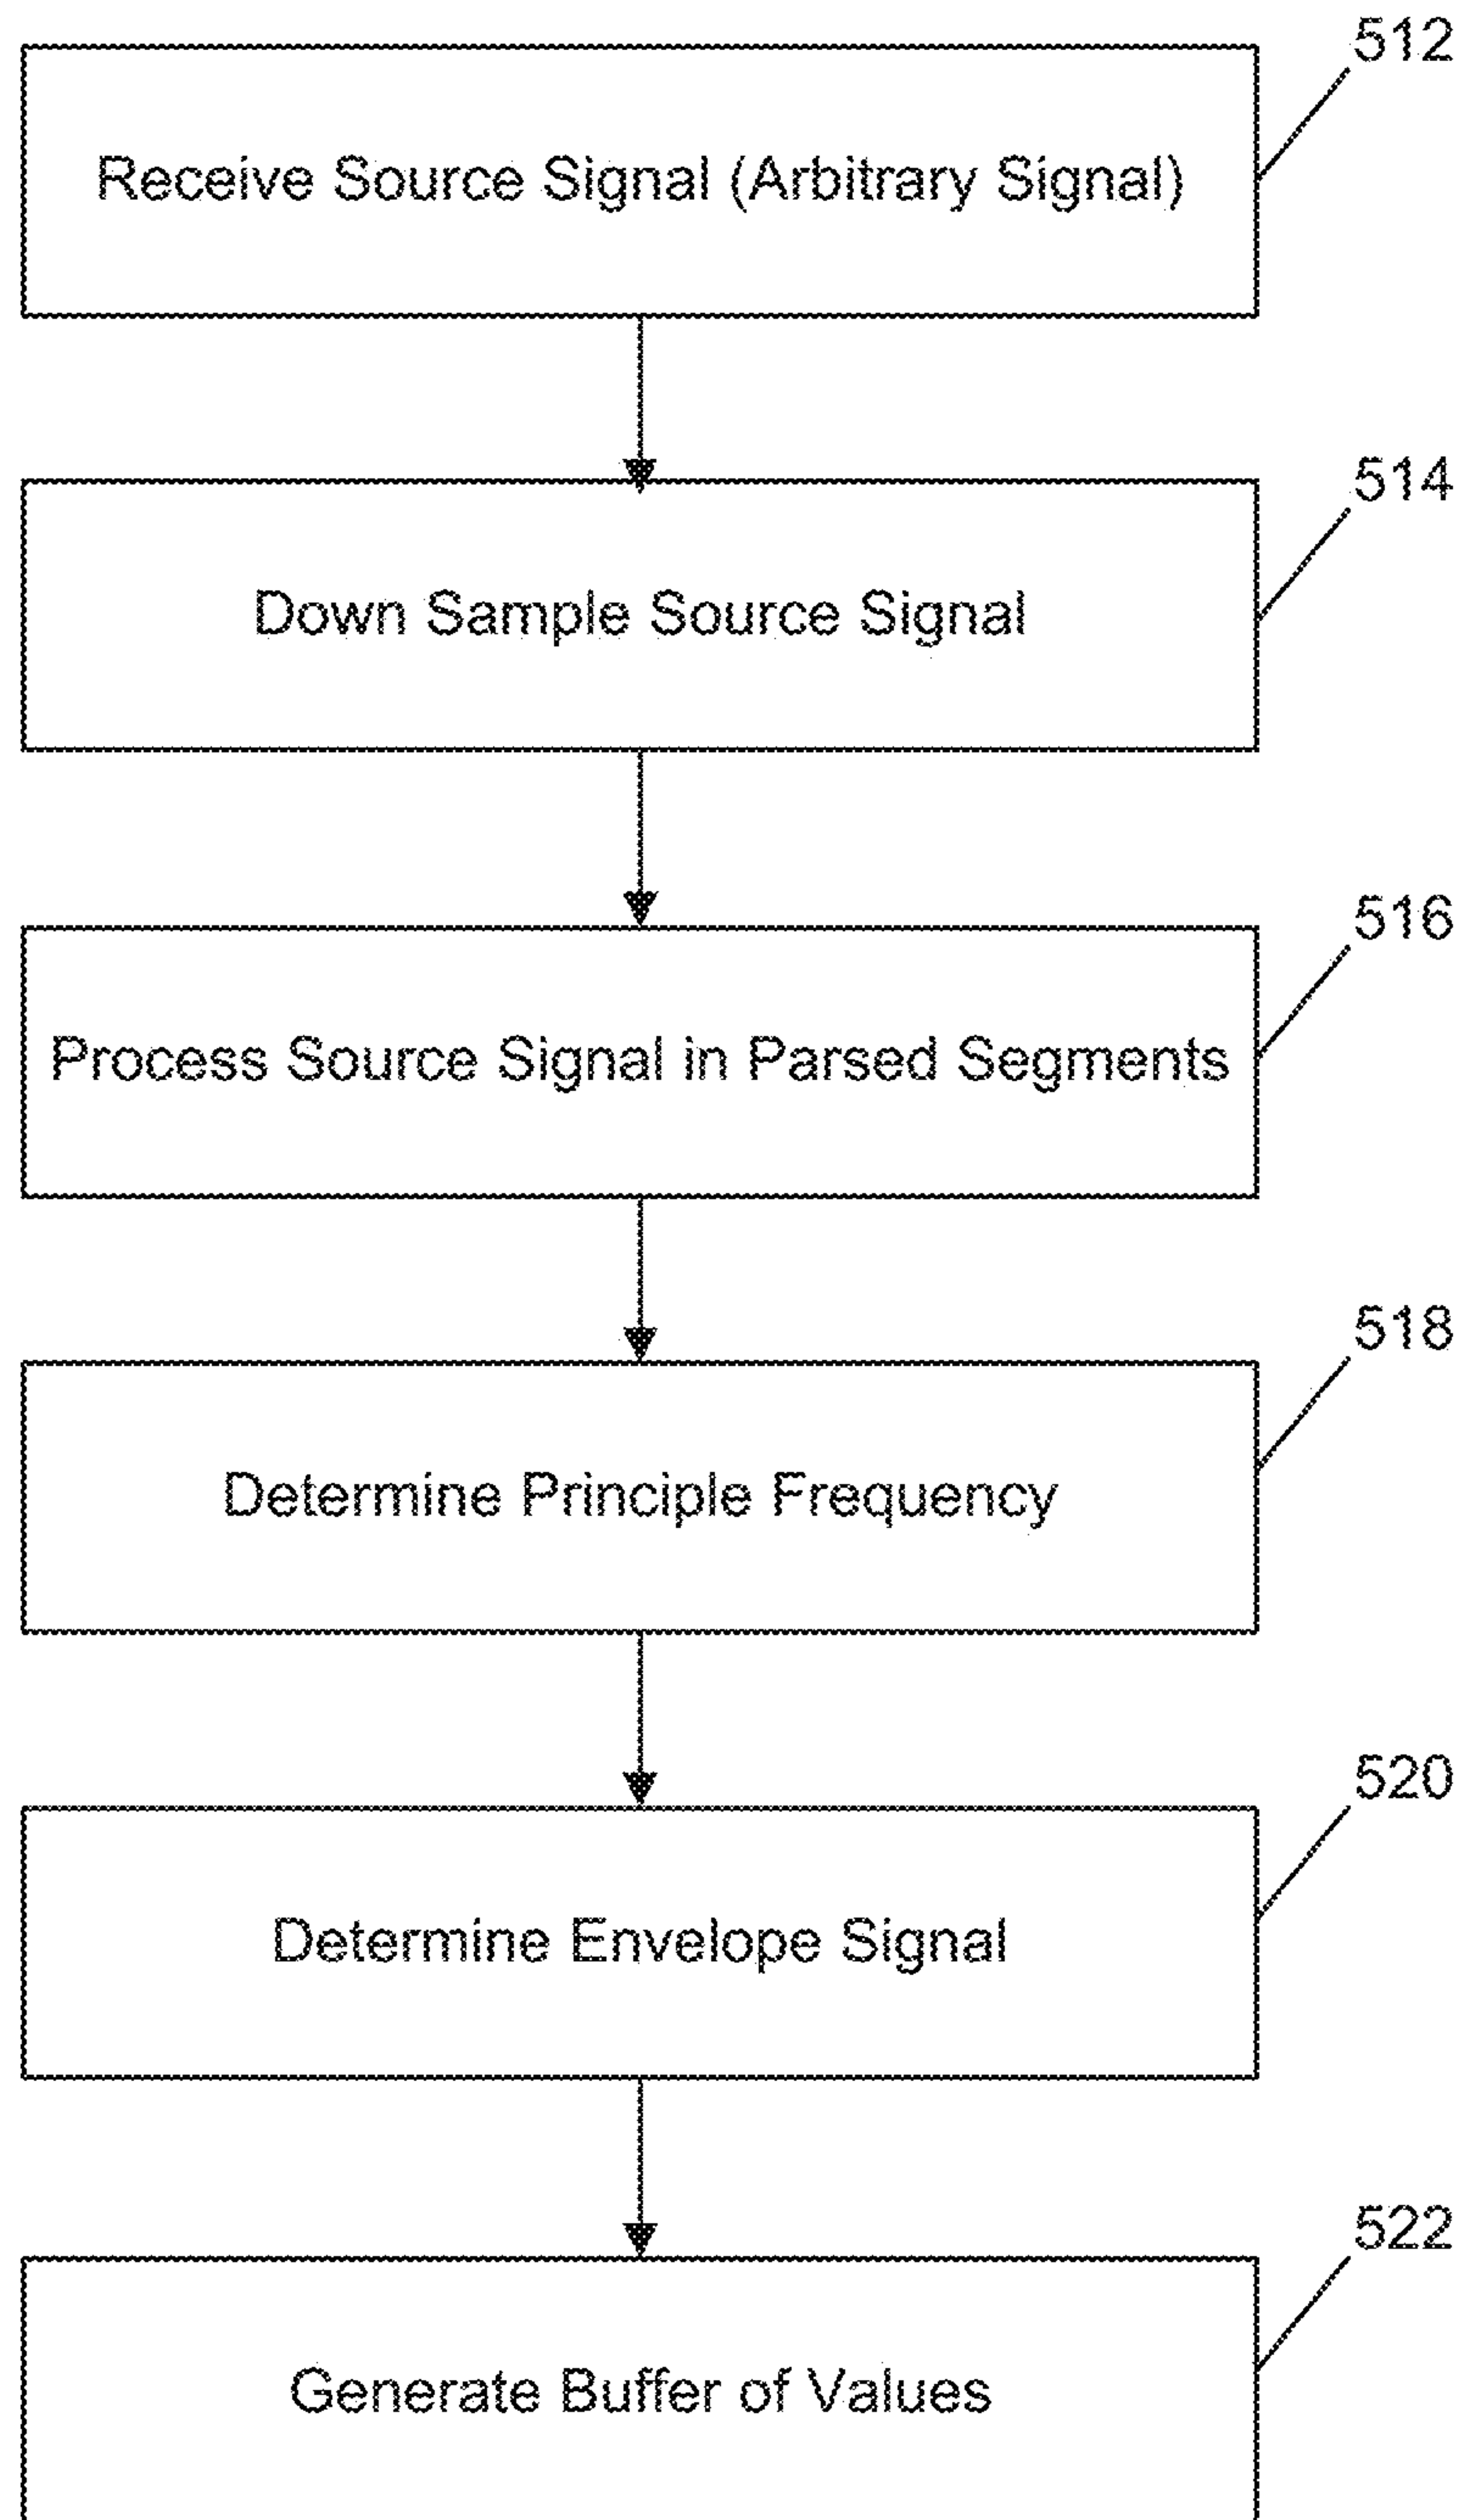 512
Receive Source Signal (Arbitrary Signal)
514
Down Sample Source Signal
516
Process Source Signal in Parsed Segments
518
Determine Principle Frequency
520
Determine Envelope Signal
522
Generate Buffer of Values